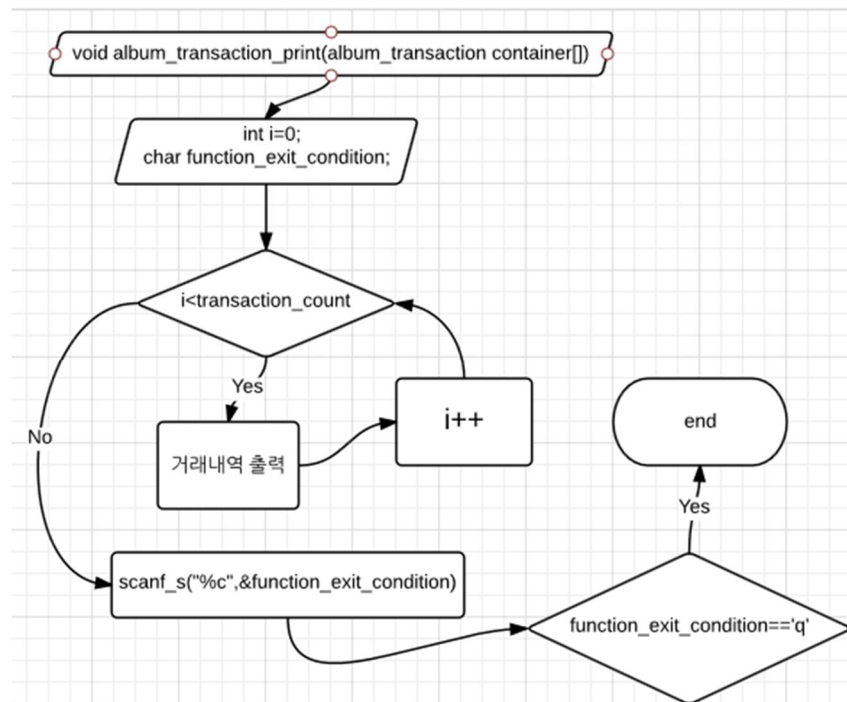 void album_transaction_print(album_transaction container[])
int i=0;
char function_exit_condition;
i<transaction_count
Yes
i++
end
No
거래내역 출력
Yes
scanf_s("%c",&function_exit_condition)
function_exit_condition=='q'